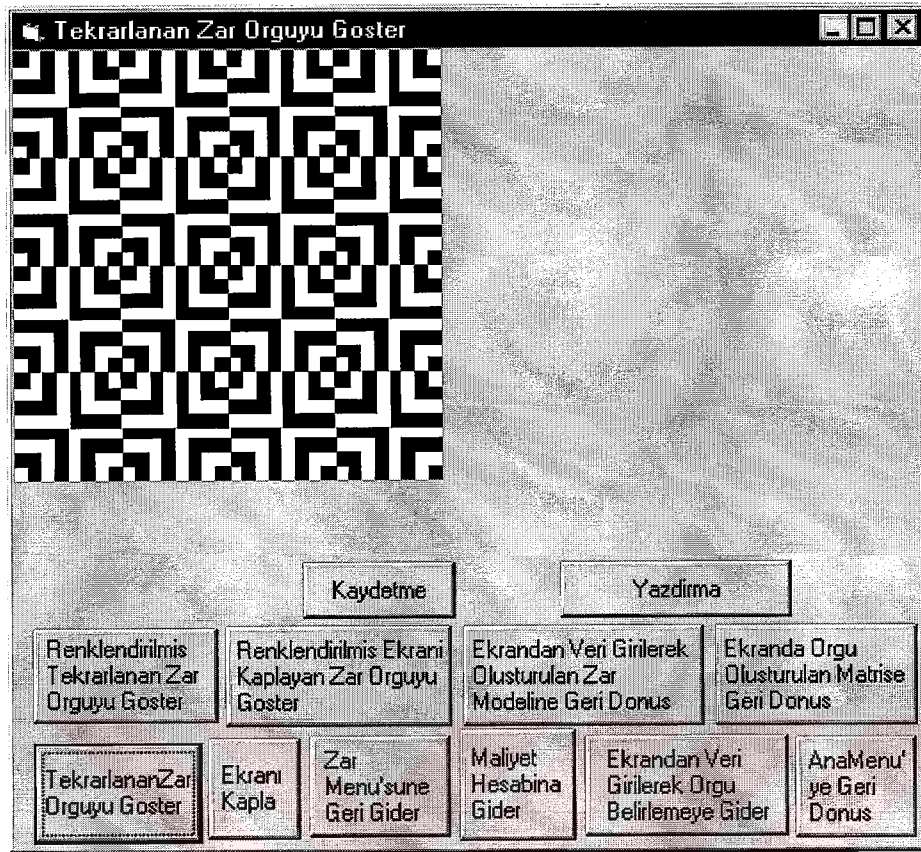 Tekrarlanan Zar Orguyu Goster
Kaydetme
Yazdirma
Renklendirilmis
Tekrarlanan Zar
Orguyu Goster
Renklendirilmis Ekrani
Kaplayan Zar Orguyu
Goster
Ekrandan Veri Girilerek
Olusturulan Zar
Modeline Geri Donus
Ekranda Orgu
Olusturulan Matrise
Geri Donus
TekrarlananZar
Orguyu Goster
Ekranı
Kapla
Zar
Menu'sune
Geri Gider
Maliyet
Hesabina
Gider
Ekrandan Veri
Girilerek Orgu
Belirlemeye Gider
AnaMenu'
ye Geri
Donus